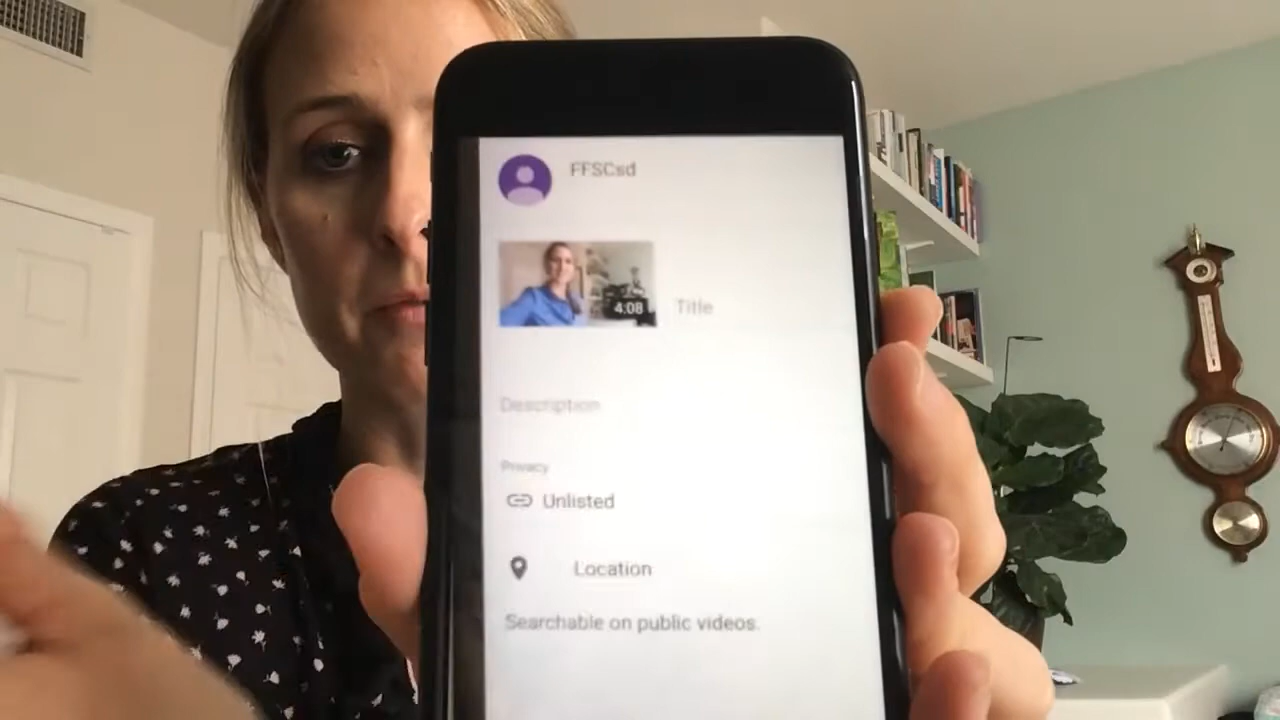 FFSCsd
4:08
Title
Description
Privacy
Unlisted
Location
Searchable on public videos.